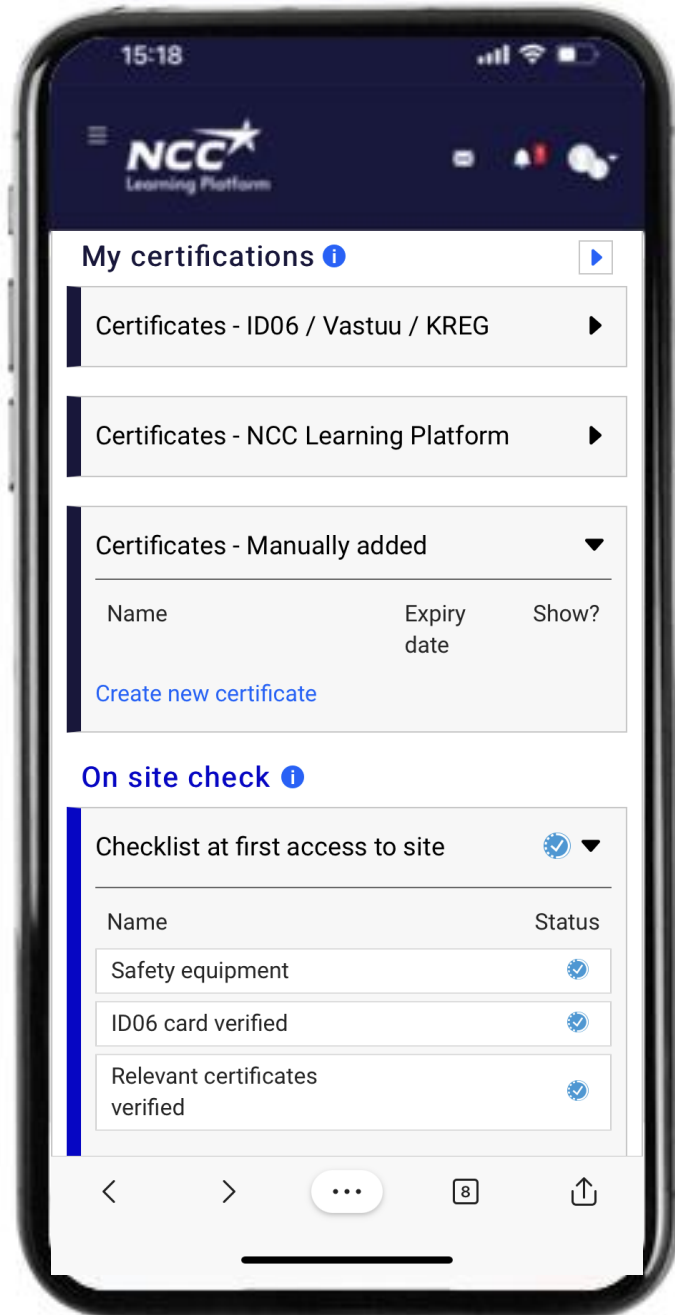 15:18
NCC
Learning Platform
My certifications
Certificates - ID06 / Vastuu / KREG
Certificates - NCC Learning Platform
Certificates - Manually added
Name Expiry date Show?
Create new certificate
On site check
Checklist at first access to site
Name Status
Safety equipment
ID06 card verified
Relevant certificates
verified
8